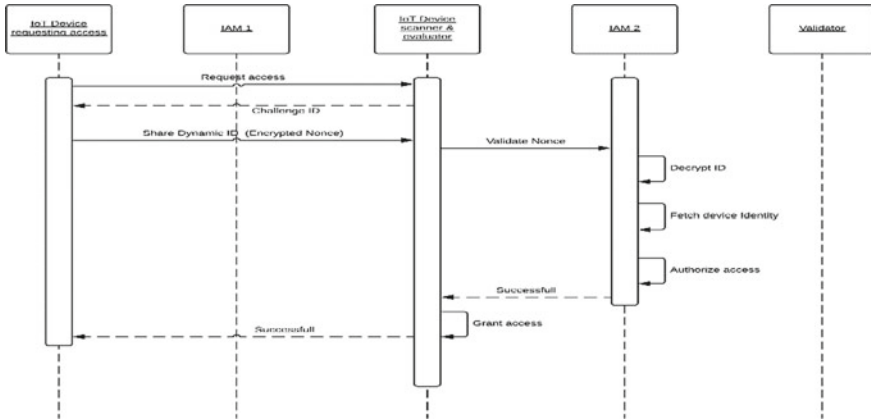 IoT Device
requesting access
IAM 1
IoT Device
scanner &
evaluator
IAM 2
Validator
Request access
Challenge ID
Share Dynamic ID (Encrypted Nonce)
Validate Nonce
Decrypt ID
Fetch device Identity
Authorize access
Successfull
Grant access
Successfull